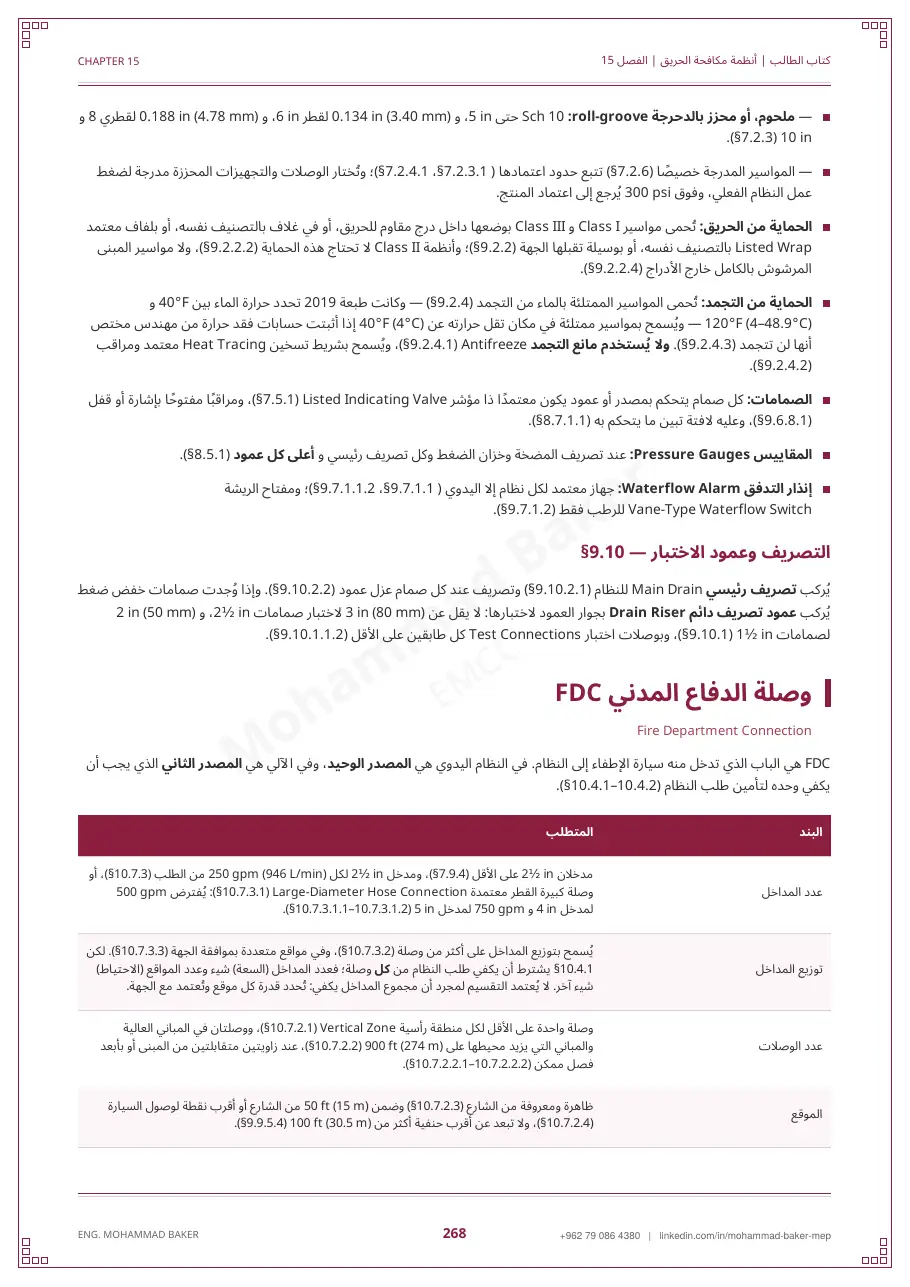 كتاب الطالب | أنظمة مكافحة الحريق | الفصل 15
CHAPTER 15
— ملحوم، أو محزز بالدحرجة roll-groove: Sch 10 حتى 5 in، و 0.134 in (3.40 mm) لقطر 6 in، و 0.188 in (4.78 mm) لقطري 8 و
10 in (§7.2.3).
— المواسير المدرجة خصيصًا (§7.2.6) تتبع حدود اعتمادها ( §7.2.3.1، §7.2.4.1)؛ وتُختار الوصلات والتجهيزات المحززة مدرجة لضغط
عمل النظام الفعلي، وفوق 300 psi يُرجع إلى اعتماد المنتج.
الحماية من الحريق: تُحمى مواسير Class I و Class III بوضعها داخل درج مقاوم للحريق، أو في غلاف بالتصنيف نفسه، أو بلفاف معتمد
Listed Wrap بالتصنيف نفسه، أو بوسيلة تقبلها الجهة (§9.2.2)؛ وأنظمة Class II لا تحتاج هذه الحماية (§9.2.2.2)، ولا مواسير المبنى
المرشوش بالكامل خارج الأدراج (§9.2.2.4).
الحماية من التجمد: تُحمى المواسير الممتلئة بالماء من التجمد (§9.2.4) — وكانت طبعة 2019 تحدد حرارة الماء بين 40°F و
120°F (4–48.9°C) — ويُسمح بمواسير ممتلئة في مكان تقل حرارته عن 40°F (4°C) إذا أثبتت حسابات فقد حرارة من مهندس مختص
أنها لن تتجمد (§9.2.4.3). ولا يُستخدم مانع التجمد Antifreeze (§9.2.4.1)، ويُسمح بشريط تسخين Heat Tracing معتمد ومراقب
(§9.2.4.2).
الصمامات: كل صمام يتحكم بمصدر أو عمود يكون معتمدًا ذا مؤشر Listed Indicating Valve (§7.5.1)، ومراقبًا مفتوحًا بإشارة أو قفل
(§9.6.8.1)، وعليه لافتة تبين ما يتحكم به (§8.7.1.1).
المقاييس Pressure Gauges: عند تصريف المضخة وخزان الضغط وكل تصريف رئيسي و أعلى كل عمود (§8.5.1).
إنذار التدفق Waterflow Alarm: جهاز معتمد لكل نظام إلا اليدوي ( §9.7.1.1، §9.7.1.1.2)؛ ومفتاح الريشة
Vane-Type Waterflow Switch للرطب فقط (§9.7.1.2).
التصريف وعمود الاختبار — §9.10
يُركب تصريف رئيسي Main Drain للنظام (§9.10.2.1) وتصريف عند كل صمام عزل عمود (§9.10.2.2). وإذا وُجدت صمامات خفض ضغط
يُركب عمود تصريف دائم Drain Riser بجوار العمود لاختبارها: لا يقل عن 3 in (80 mm) لاختبار صمامات 2½ in، و 2 in (50 mm)
لصمامات 1½ in (§9.10.1)، وبوصلات اختبار Test Connections كل طابقين على الأقل (§9.10.1.1.2).
وصلة الدفاع المدني FDC
Fire Department Connection
FDC هي الباب الذي تدخل منه سيارة الإطفاء إلى النظام. في النظام اليدوي هي المصدر الوحيد، وفي الآلي هي المصدر الثاني الذي يجب أن
يكفي وحده لتأمين طلب النظام (§10.4.1–10.4.2).
البند المتطلب
مدخلان 2½ in على الأقل (§7.9.4)، ومدخل 2½ in لكل 250 gpm (946 L/min) من الطلب (§10.7.3)، أو
عدد المداخل وصلة كبيرة القطر معتمدة Large-Diameter Hose Connection (§10.7.3.1): يُفترض 500 gpm
لمدخل 4 in و 750 gpm لمدخل 5 in (§10.7.3.1.1–10.7.3.1.2).
يُسمح بتوزيع المداخل على أكثر من وصلة (§10.7.3.2)، وفي مواقع متعددة بموافقة الجهة (§10.7.3.3). لكن
توزيع المداخل §10.4.1 يشترط أن يكفي طلب النظام من كل وصلة؛ فعدد المداخل (السعة) شيء وعدد المواقع (الاحتياط)
شيء آخر. لا يُعتمد التقسيم لمجرد أن مجموع المداخل يكفي: تُحدد قدرة كل موقع وتُعتمد مع الجهة.
وصلة واحدة على الأقل لكل منطقة رأسية Vertical Zone (§10.7.2.1)، ووصلتان في المباني العالية
عدد الوصلات والمباني التي يزيد محيطها على 900 ft (274 m) (§10.7.2.2)، عند زاويتين متقابلتين من المبنى أو بأبعد
فصل ممكن (§10.7.2.2.1–10.7.2.2.2).
ظاهرة ومعروفة من الشارع (§10.7.2.3) وضمن 50 ft (15 m) من الشارع أو أقرب نقطة لوصول السيارة
الموقع (§10.7.2.4)، ولا تبعد عن أقرب حنفية أكثر من 100 ft (30.5 m) (§9.9.5.4).
Mohammad Baker
EMCC
ENG. MOHAMMAD BAKER
268
+962 79 086 4380 | linkedin.com/in/mohammad-baker-mep